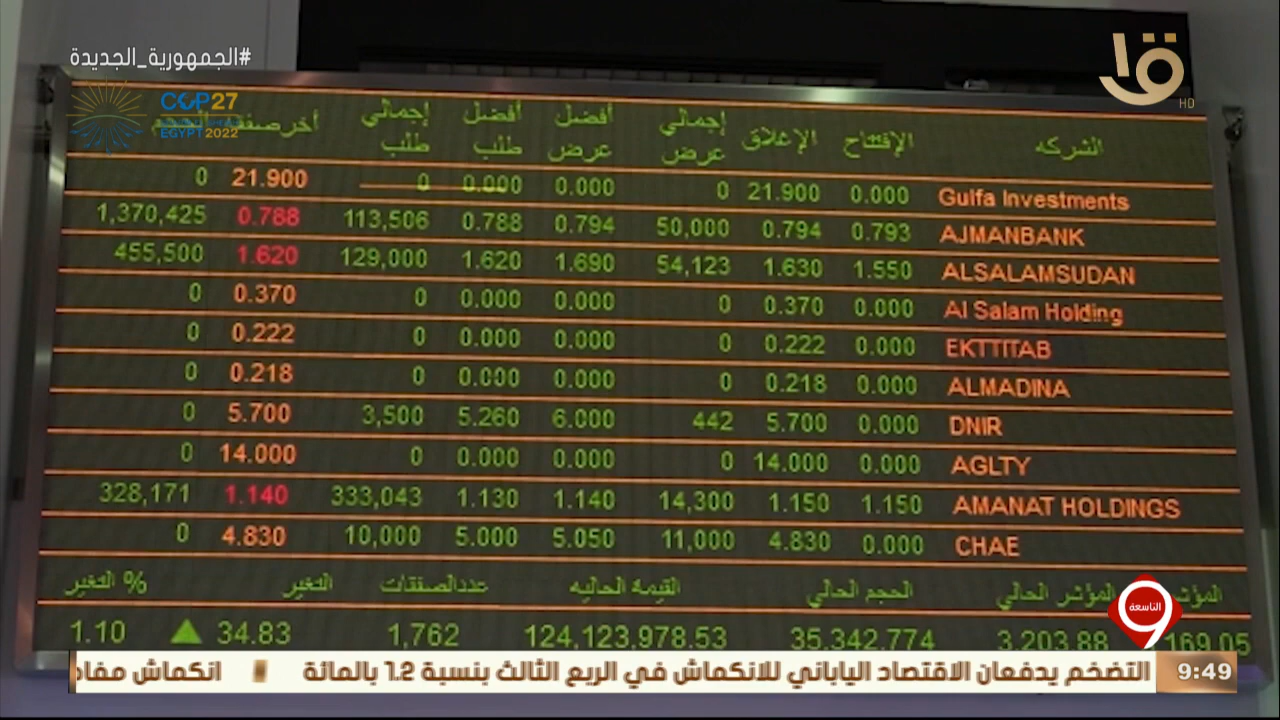 #الجمهورية_الجديدة
COP27
EGYPT 2022
HD
الشركه الإفتتاح الإغلاق إجمالي عرض أفضل عرض أفضل طلب إجمالي طلب
Gulfa Investments 0.000 21.900 0 0.000 0.000 0 21.900 0
AJMANBANK 0.793 0.794 50,000 0.794 0.788 113,506 0.788 1,370,425
ALSALAMSUDAN 1.550 1.630 54,123 1.690 1.620 129,000 1.620 455,500
Al Salam Holding 0.000 0.370 0 0.000 0.000 0 0.370 0
EKTTITAB 0.000 0.222 0 0.000 0.000 0 0.222 0
ALMADINA 0.000 0.218 0 0.000 0.000 0 0.218 0
DNIR 0.000 5.700 442 6.000 5.260 3,500 5.700 0
AGLTY 0.000 14.000 0 0.000 0.000 0 14.000 0
AMANAT HOLDINGS 1.150 1.150 14,300 1.140 1.130 333,043 1.140 328,171
CHAE 0.000 4.830 11,000 5.050 5.000 10,000 4.830 0
المؤشر الحالي الحجم الحالي القيمة الحاليه عددالصفقات التغير % التغير
169.05 3,203.88 35,342,774 124,123,978.53 1,762 34.83 ▲ 1.10
التاسعة
9
9:49
التضخم يدفعان الاقتصاد الياباني للانكماش في الربع الثالث بنسبة 1.2 بالمائة
انكماش